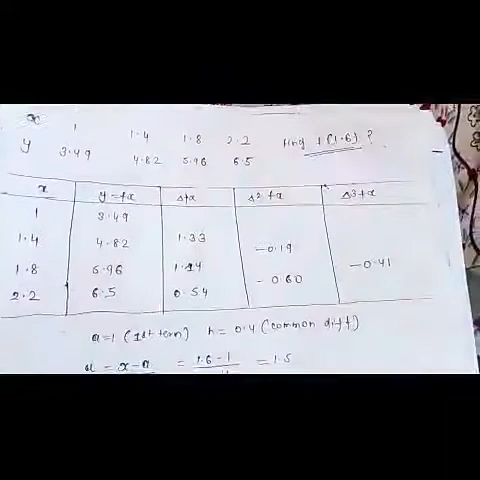 x 1 1.4 1.8 2.2 find f(1.6) ?
y 3.49 4.82 5.96 6.5
x y=fx Δfx Δ2 fx Δ3fx
1 3.49
1.33
1.4 4.82 -0.19
1.8 5.96 1.14 -0.41
-0.60
2.2 6.5 0.54
a=1 (1st term) h=0.4 (common diff)
u = x-a = 1.6-1 = 1.5